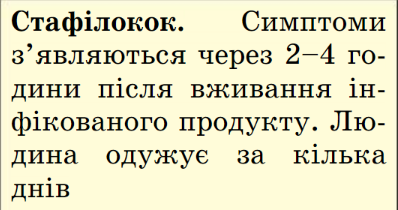 Стафілокок. Симптоми
з’являються через 2–4 го-
дини після вживання ін-
фікованого продукту. Лю-
дина одужує за кілька
днів